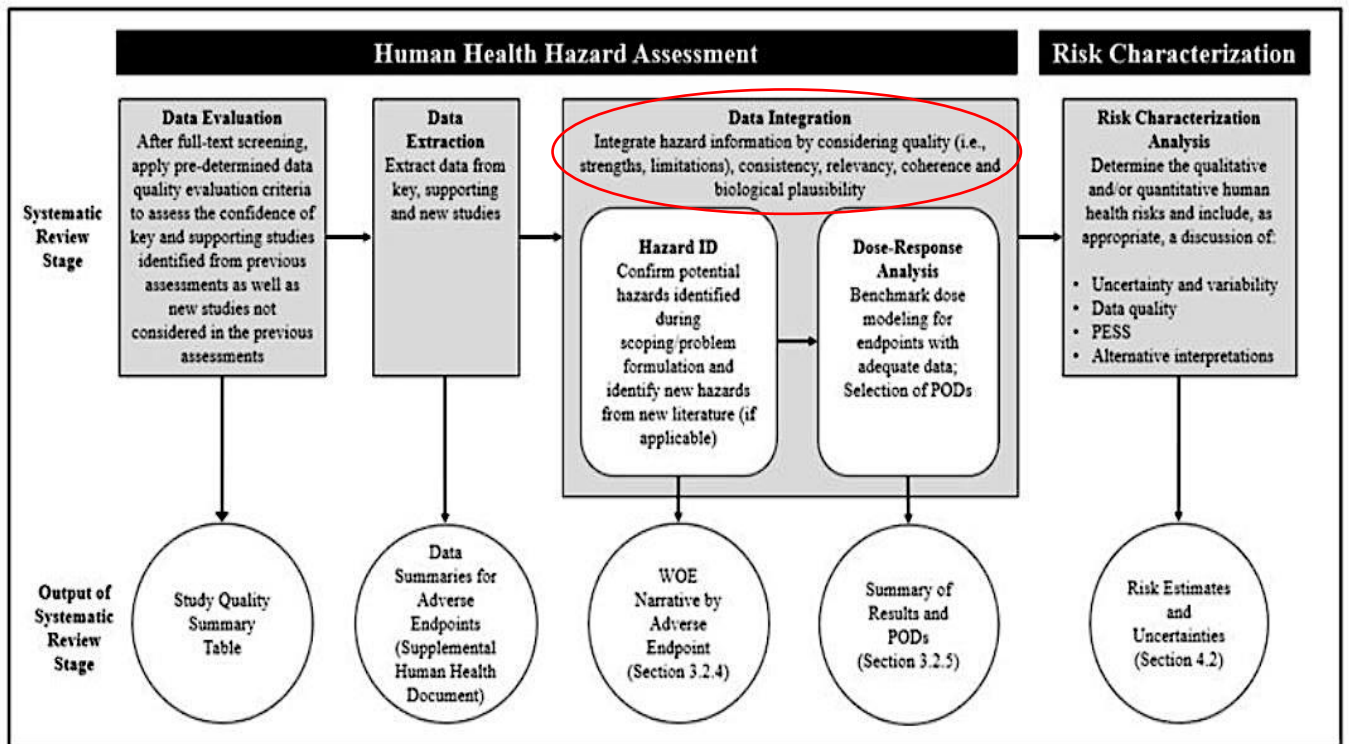 Human Health Hazard Assessment
Risk Characterization
Systematic
Review
Stage
Data Evaluation
After full-text screening,
apply pre-determined data
quality evaluation criteria
to assess the confidence of
key and supporting studies
identified from previous
assessments as well as
new studies not
considered in the previous
assessments
Data
Extraction
Extract data from
key, supporting
and new studies
Data Integration
Integrate hazard information by considering quality (i.e.,
strengths, limitations), consistency, relevancy, coherence and
biological plausibility
Hazard ID
Confirm potential
hazards identified
during
scoping/problem
formulation and
identify new hazards
from new literature (if
applicable)
Dose-Response
Analysis
Benchmark dose
modeling for
endpoints with
adequate data;
Selection of PODs
Risk Characterization
Analysis
Determine the qualitative
and/or quantitative human
health risks and include, as
appropriate, a discussion of:
• Uncertainty and variability
• Data quality
• PESS
• Alternative interpretations
Output of
Systematic
Review
Stage
Study Quality
Summary
Table
Data
Summaries for
Adverse
Endpoints
(Supplemental
Human Health
Document)
WOE
Narrative by
Adverse
Endpoint
(Section 3.2.4)
Summary of
Results and
PODs
(Section 3.2.5)
Risk Estimates
and
Uncertainties
(Section 4.2)